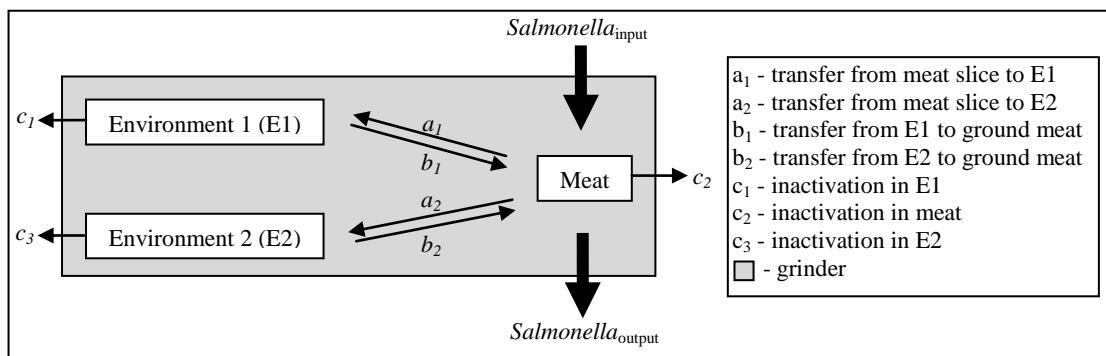 Salmonella_input
c₁
Environment 1 (E1)
a₁
b₁
Meat
c₂
a₂
b₂
c₃
Environment 2 (E2)
Salmonella_output
a₁ - transfer from meat slice to E1
a₂ - transfer from meat slice to E2
b₁ - transfer from E1 to ground meat
b₂ - transfer from E2 to ground meat
c₁ - inactivation in E1
c₂ - inactivation in meat
c₃ - inactivation in E2
- grinder